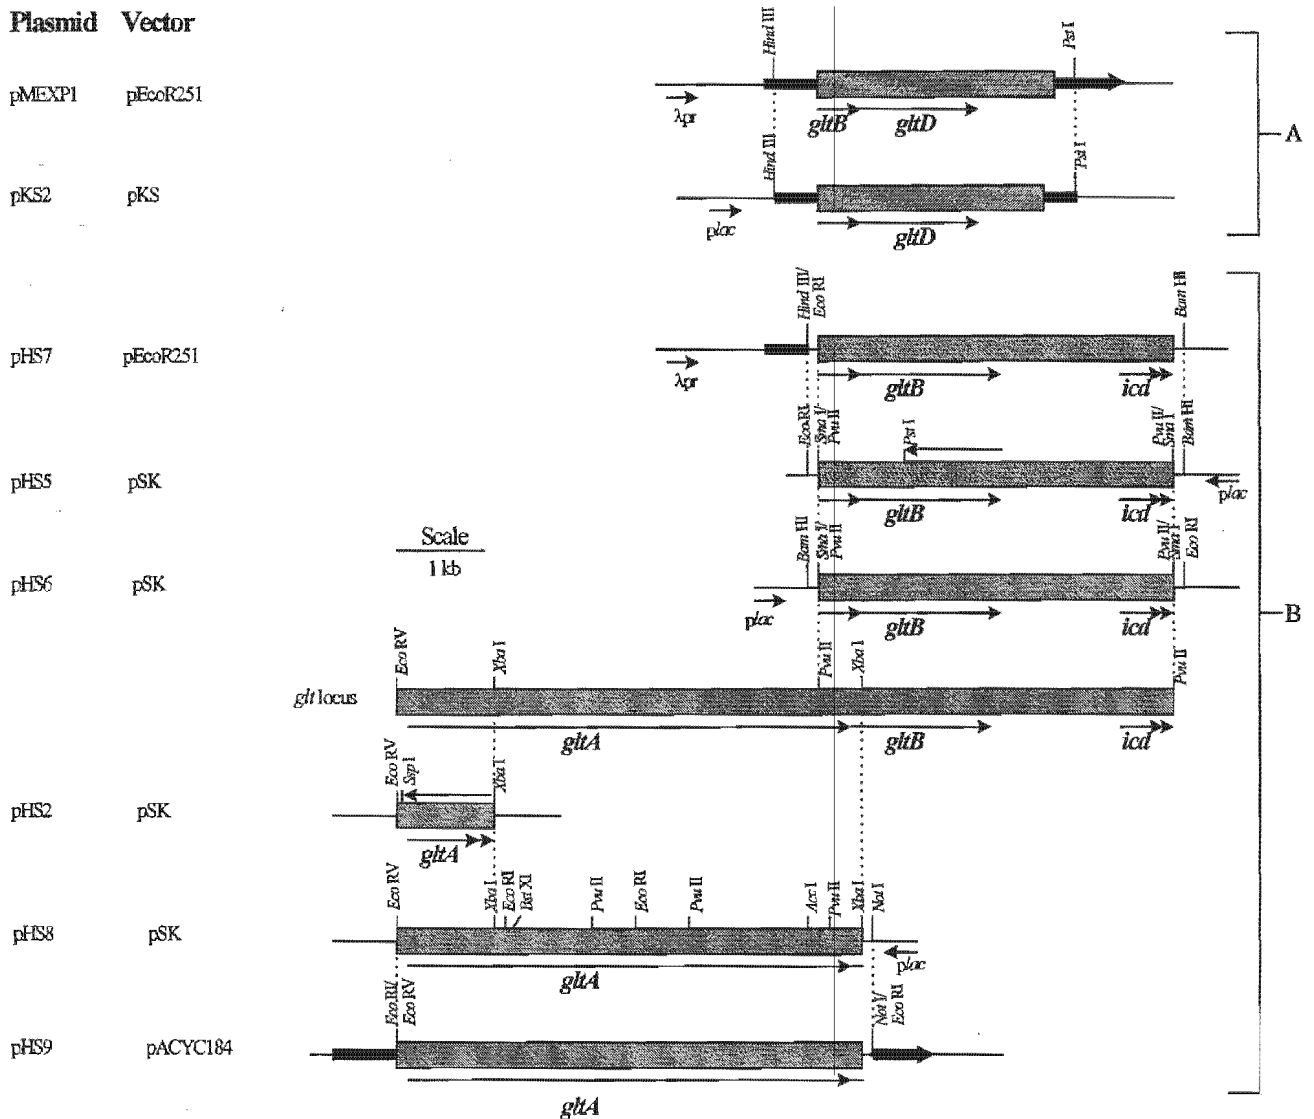 Plasmid Vector
Hind III Pst I
pMEXP1 pEcoR251
λpr gltB gltD
A
Hind III Pst I
pKS2 pKS
plac gltD
Hind III/ Eco RI Bam HI
pHS7 pEcoR251
λpr gltB icd
Eco RI Sma I/ Pvu II Pst I Pvu II/ Sma I Bam HI
pHS5 pSK
plac
gltB icd
Scale
1 kb
Bam HI Sma I/ Pvu II Pvu II/ Sma I Eco RI
pHS6 pSK
plac gltB icd
B
Eco RV Xba I Pvu II Xba I Pvu II
glt locus
gltA gltB icd
Eco RV Ssp I Xba I
pHS2 pSK
gltA
Eco RV Xba I Eco RI Bst XI Pvu II Eco RI Pvu II Acc I Pvu II Xba I Not I
pHS8 pSK
plac
gltA
Eco RI/ Eco RV Not I/ Eco RI
pHS9 pACYC184
gltA